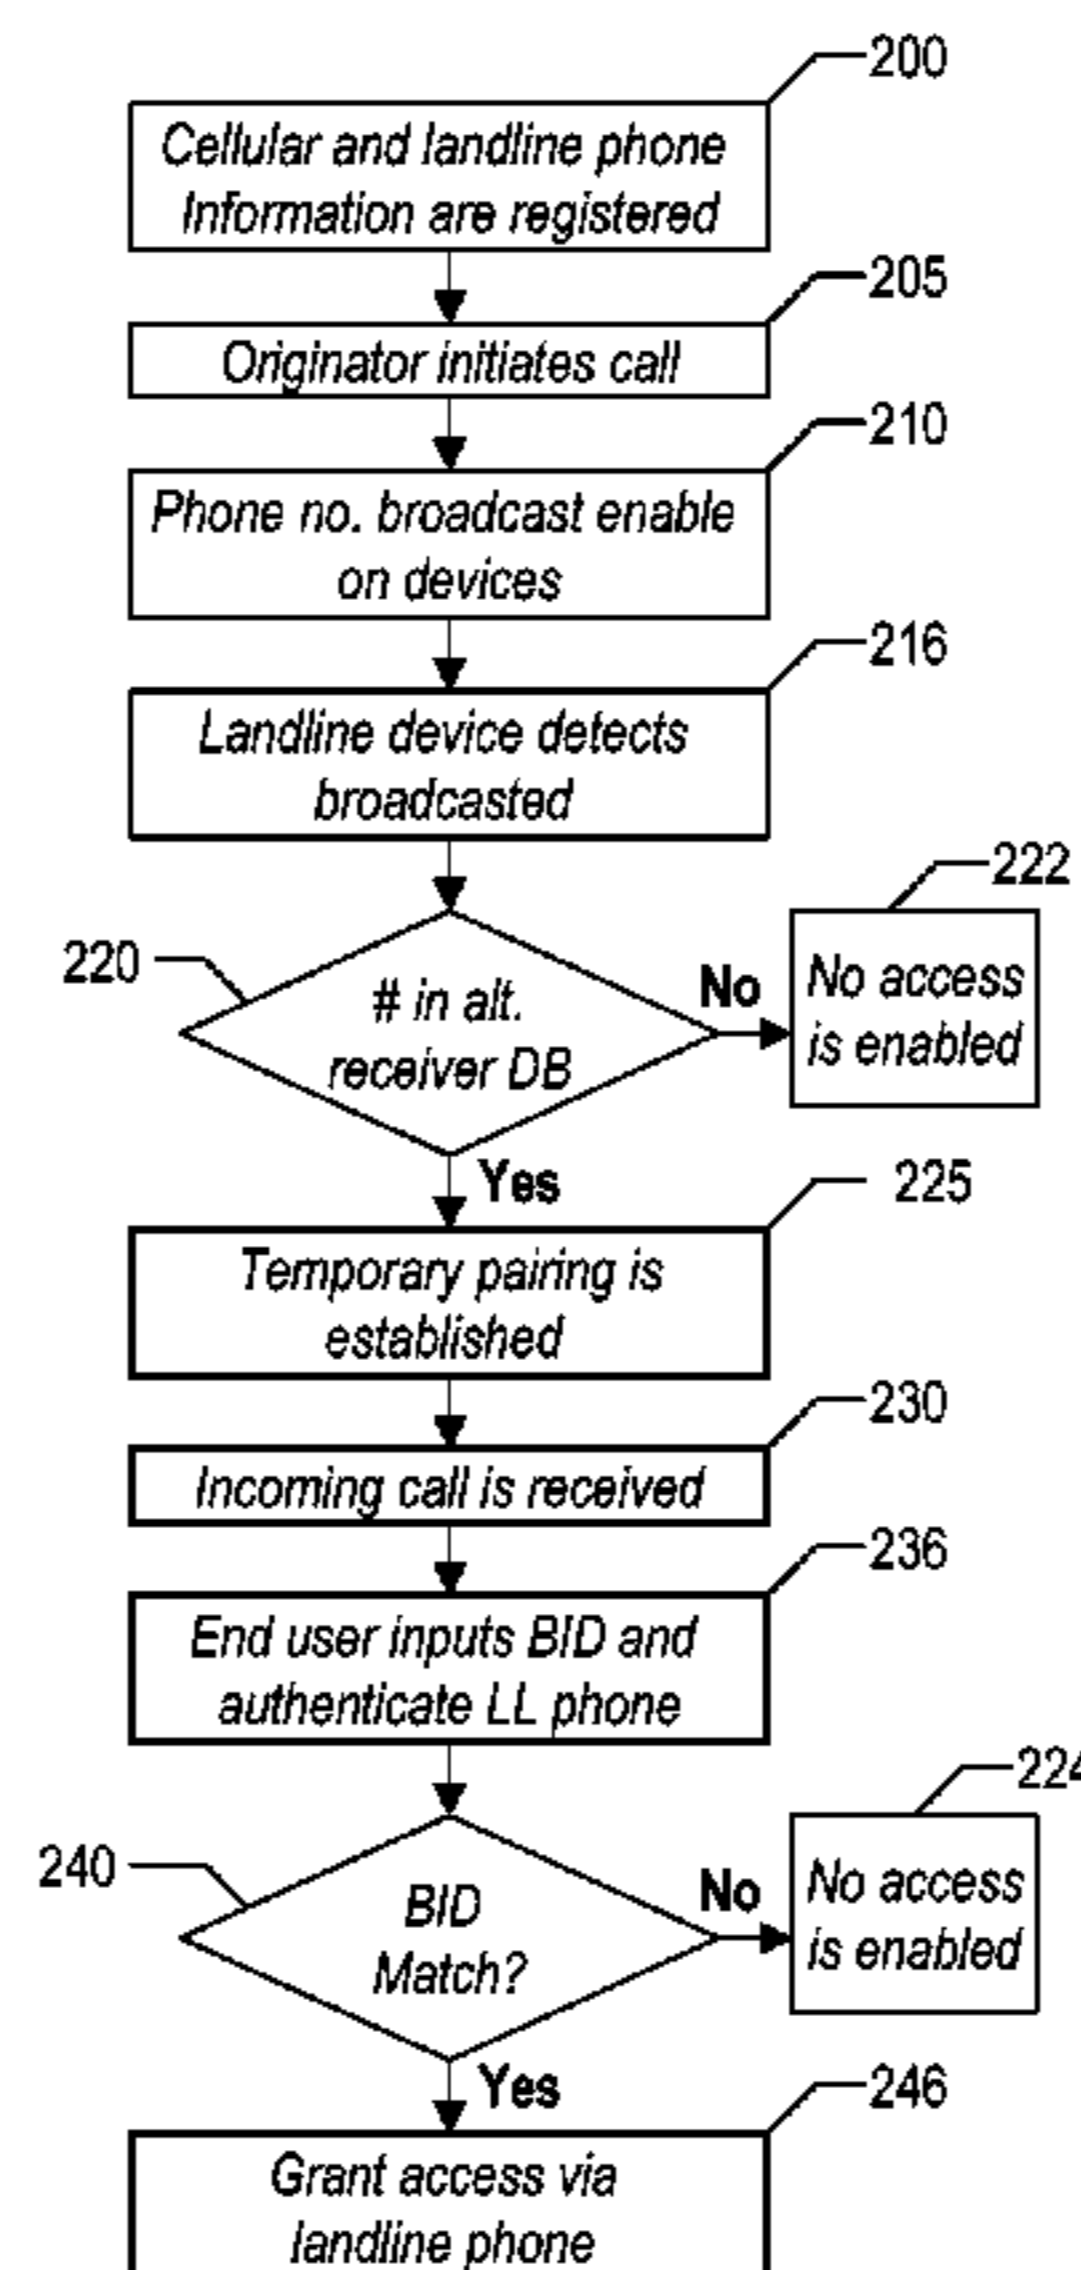 200
Cellular and landline phone
Information are registered
205
Originator initiates call
210
Phone no. broadcast enable
on devices
216
Landline device detects
broadcasted
222
220
# in alt.
receiver DB
No
No access
is enabled
Yes
225
Temporary pairing is
established
230
Incoming call is received
236
End user inputs BID and
authenticate LL phone
224
240
BID
Match?
No
No access
is enabled
Yes
246
Grant access via
landline phone